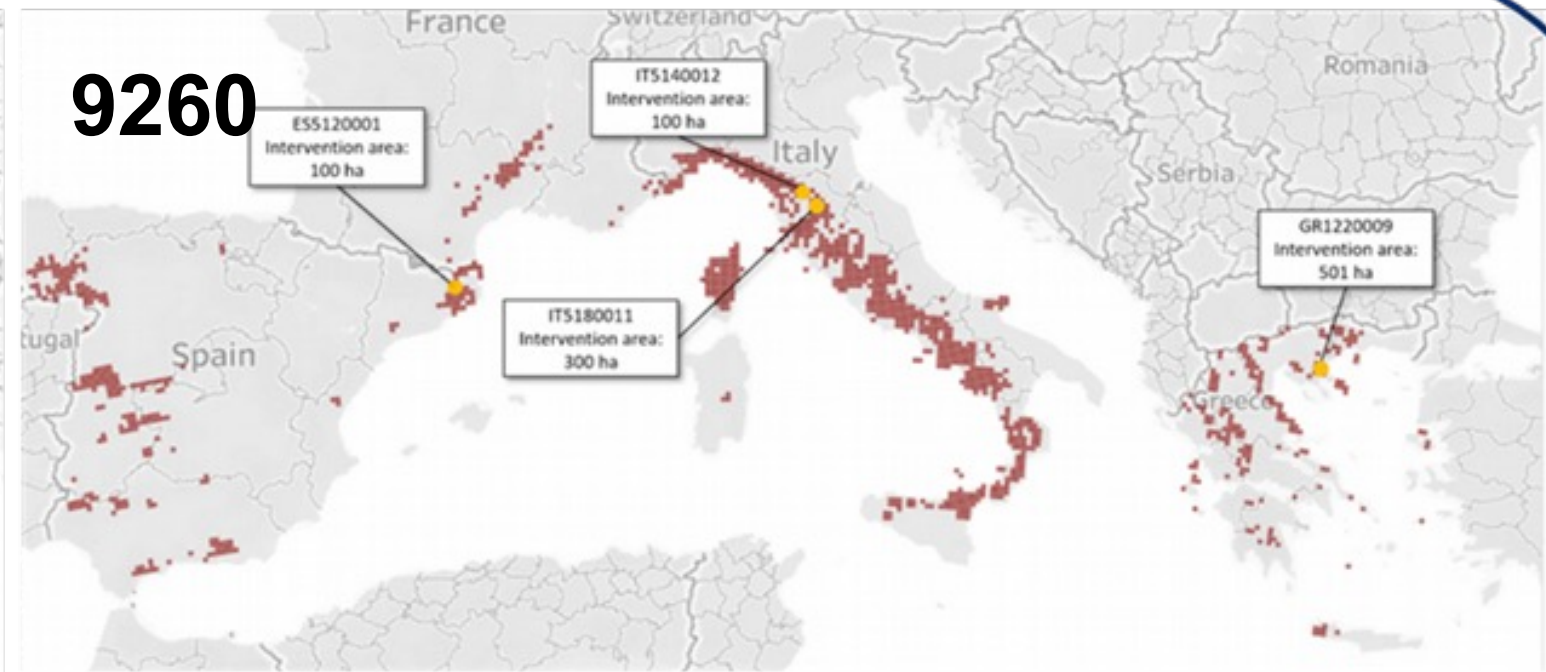 France
Switzerland
9260
IT5140012
Intervention area:
100 ha
Romania
ES5120001
Intervention area:
100 ha
Italy
Serbia
GR1220009
Intervention area:
501 ha
IT5180011
Intervention area:
300 ha
tugal
Spain
Greece